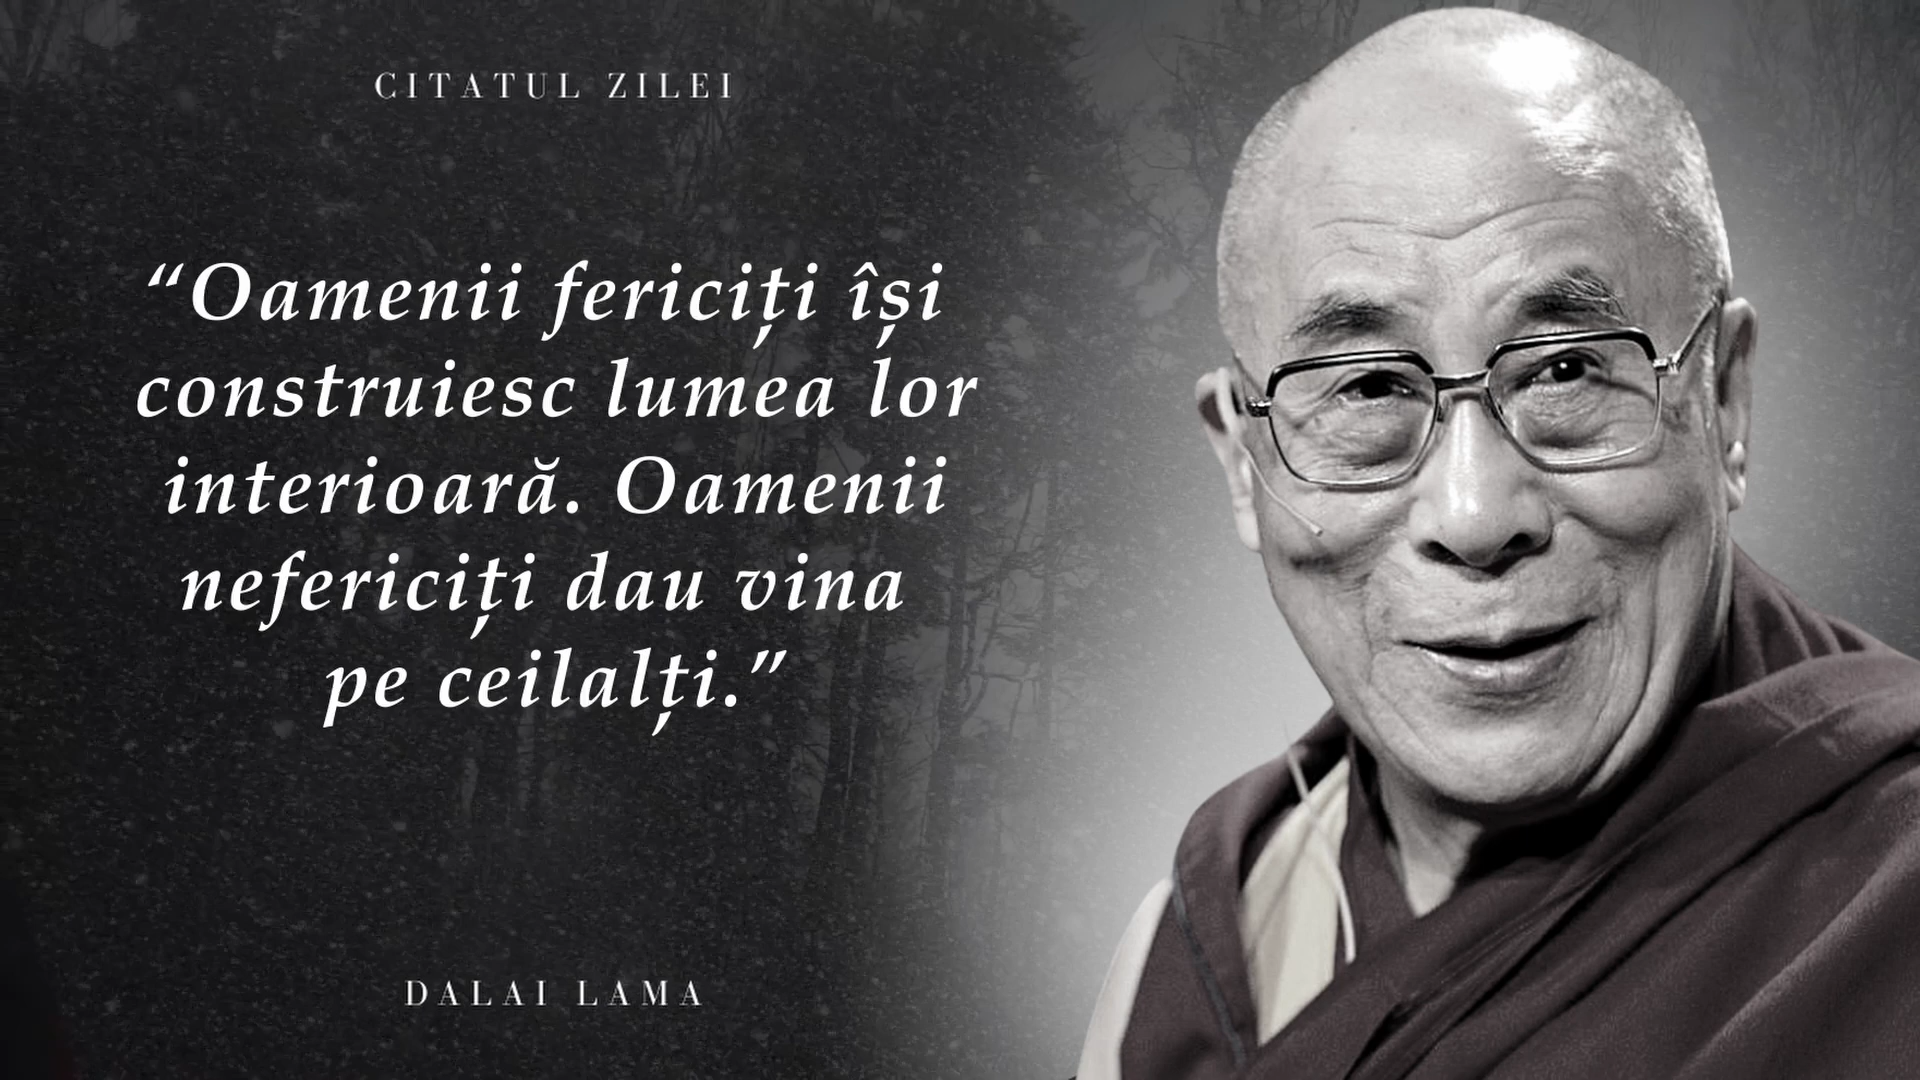 CITATUL ZILEI
“Oamenii fericiți își
construiesc lumea lor
interioară. Oamenii
nefericiți dau vina
pe ceilalți.”
DALAI LAMA